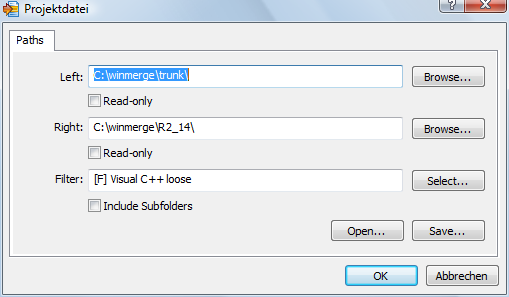 Projektdatei
Paths
Left: C:\winmerge\trunk\ Browse...
Read-only
Right: C:\winmerge\R2_14\ Browse...
Read-only
Filter: [F] Visual C++ loose Select...
Include Subfolders
Open... Save...
OK Abbrechen